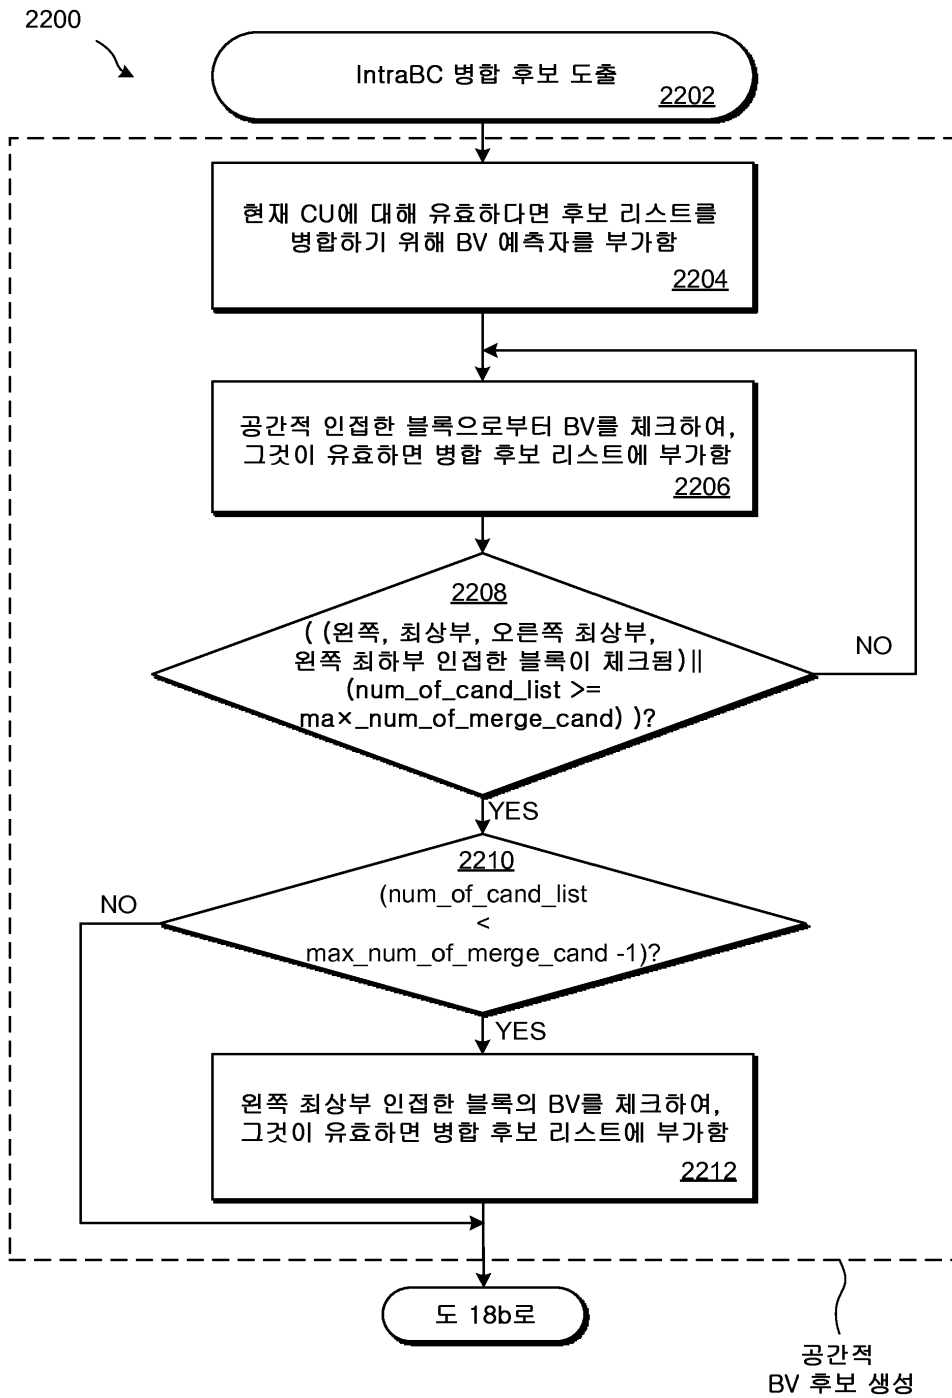 2200
IntraBC 병합 후보 도출
2202
현재 CU에 대해 유효하다면 후보 리스트를
병합하기 위해 BV 예측자를 부가함
2204
공간적 인접한 블록으로부터 BV를 체크하여,
그것이 유효하면 병합 후보 리스트에 부가함
2206
2208
( (왼쪽, 최상부, 오른쪽 최상부,
왼쪽 최하부 인접한 블록이 체크됨)||
(num_of_cand_list >=
ma×_num_of_merge_cand) )?
NO
YES
2210
(num_of_cand_list
<
max_num_of_merge_cand -1)?
NO
YES
왼쪽 최상부 인접한 블록의 BV를 체크하여,
그것이 유효하면 병합 후보 리스트에 부가함
2212
도 18b로
공간적
BV 후보 생성